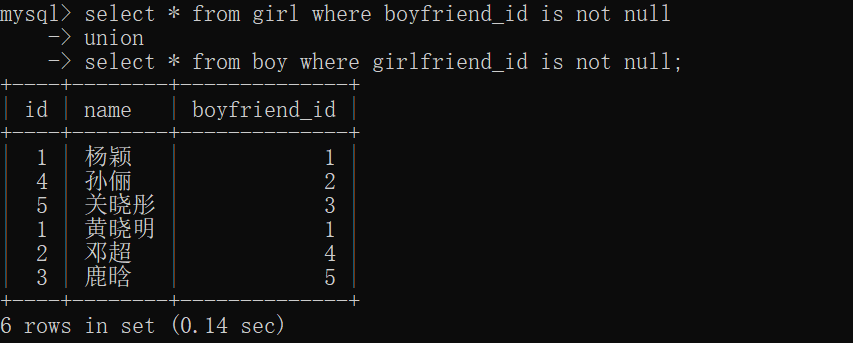 mysql> select * from girl where boyfriend_id is not null
    -> union
    -> select * from boy where girlfriend_id is not null;
+----+--------+--------------+
| id | name   | boyfriend_id |
+----+--------+--------------+
|  1 | 杨颖   |            1 |
|  4 | 孙俪   |            2 |
|  5 | 关晓彤 |            3 |
|  1 | 黄晓明 |            1 |
|  2 | 邓超   |            4 |
|  3 | 鹿晗   |            5 |
+----+--------+--------------+
6 rows in set (0.14 sec)